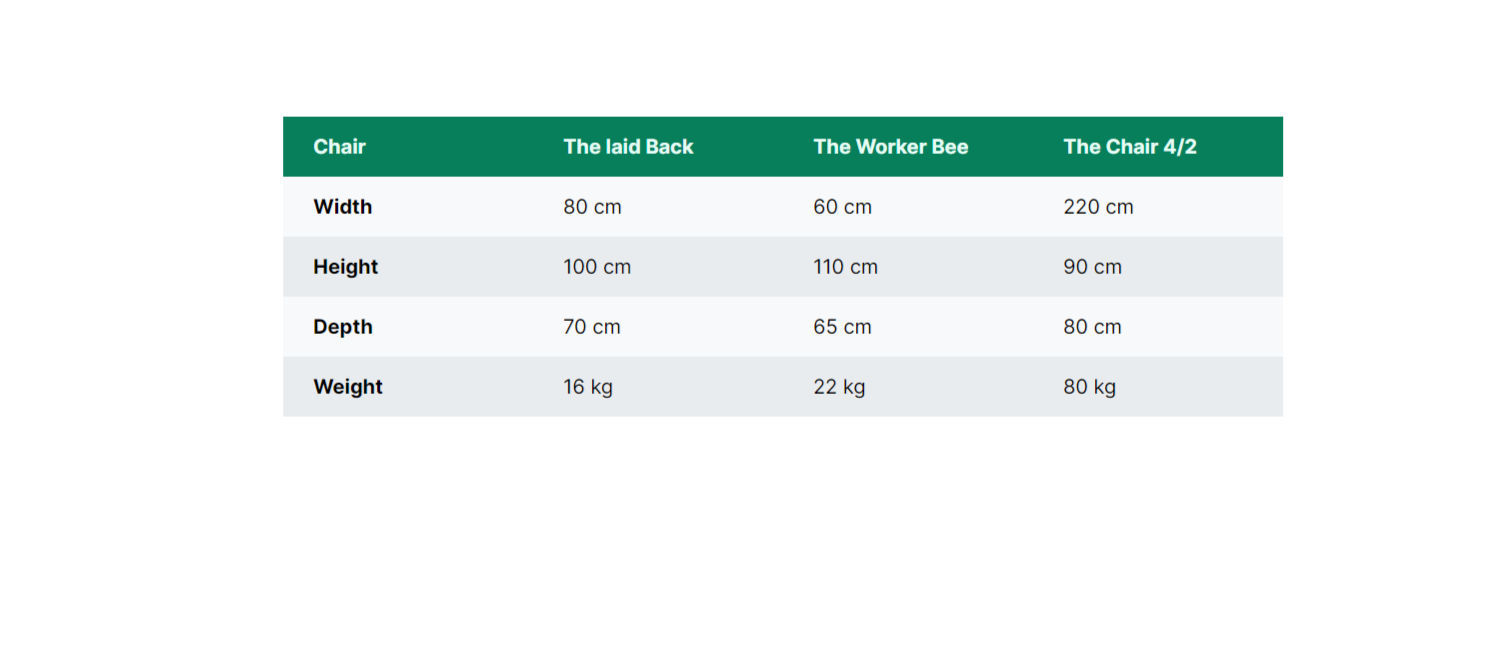 Chair The laid Back The Worker Bee The Chair 4/2
Width 80 cm 60 cm 220 cm
Height 100 cm 110 cm 90 cm
Depth 70 cm 65 cm 80 cm
Weight 16 kg 22 kg 80 kg